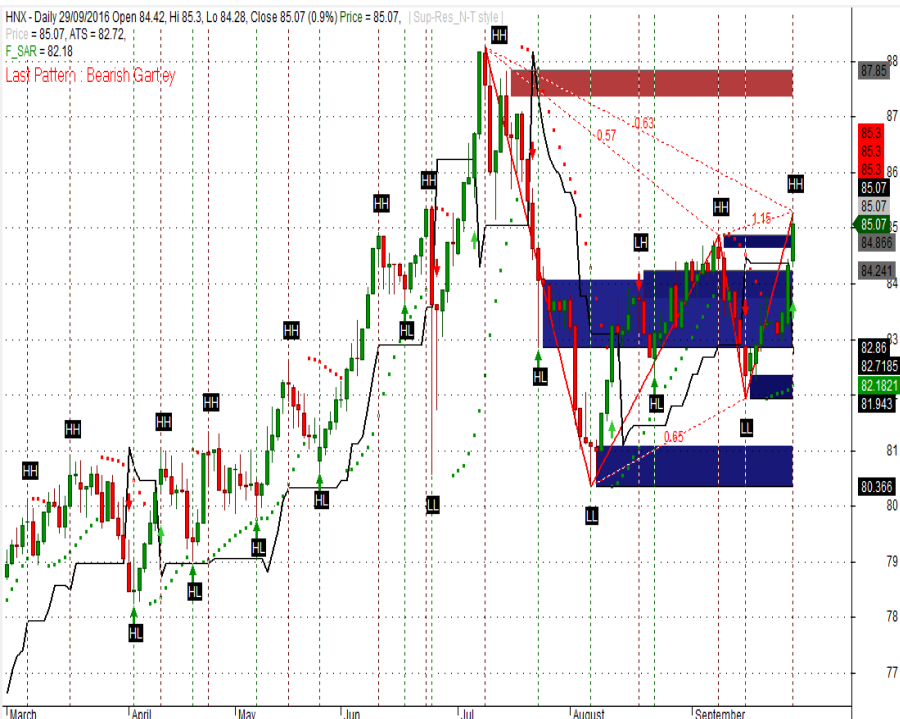 HNX - Daily 29/09/2016 Open 84.42, Hi 85.3, Lo 84.28, Close 85.07 (0.9%) Price = 85.07, | Sup-Res_N-T style |
Price = 85.07, ATS = 82.72,
F_SAR = 82.18
Last Pattern : Bearish Gartley
HH
88
87.85
0.63
0.57
87
85.3
85.3
85.3
86
HH
HH
HH
85.07
HH
HH
1.15
85.07
85.07
85
84.866
LH
84.241
84
HL
HH
83
82.86
82.7185
HL
82.1821
HH
HL
81.943
HH
HH
LL
0.65
81
HH
80.366
HL
LL
80
LL
HL
79
HL
78
HL
77
March
April
May
Jun
Jul
August
September